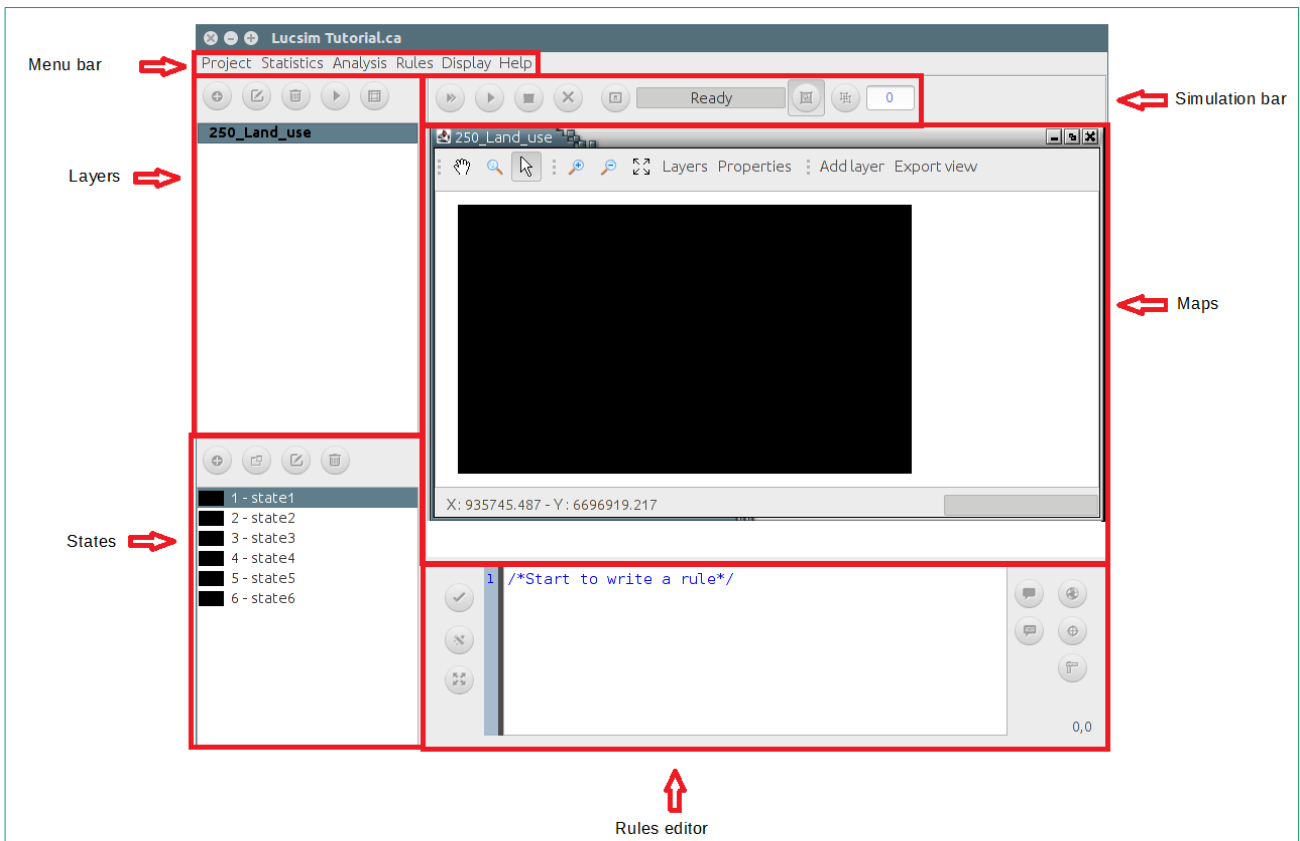 Lucsim Tutorial.ca
Menu bar
Project Statistics Analysis Rules Display Help
Ready
0
Simulation bar
250_Land_use
250_Land_use
Layers
Layers Properties Add layer Export view
Maps
X: 935745.487 - Y: 6696919.217
States
1 - state1
2 - state2
3 - state3
4 - state4
5 - state5
6 - state6
1 /*Start to write a rule*/
0,0
Rules editor